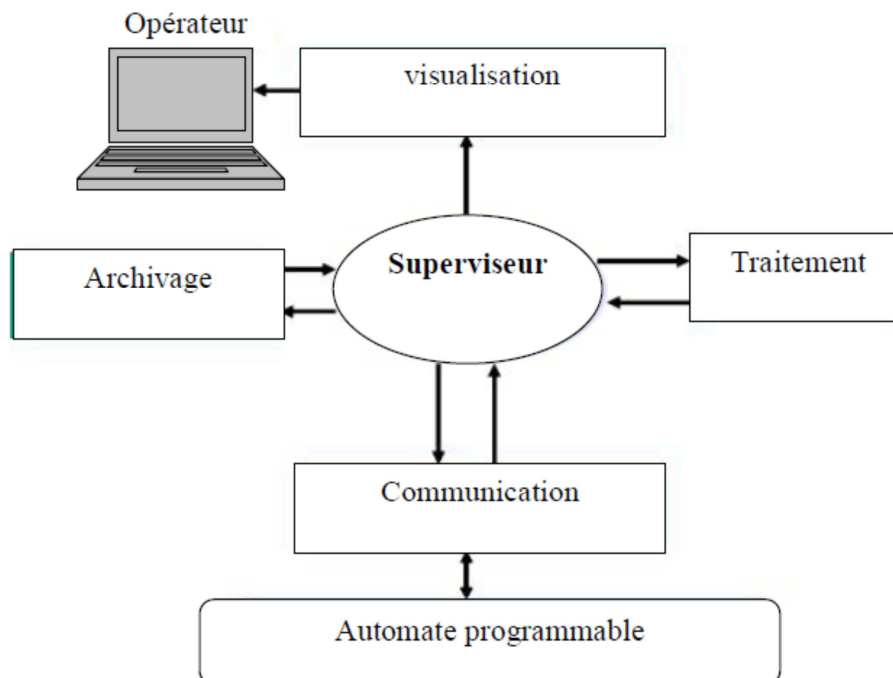 Opérateur
visualisation
Archivage
Superviseur
Traitement
Communication
Automate programmable